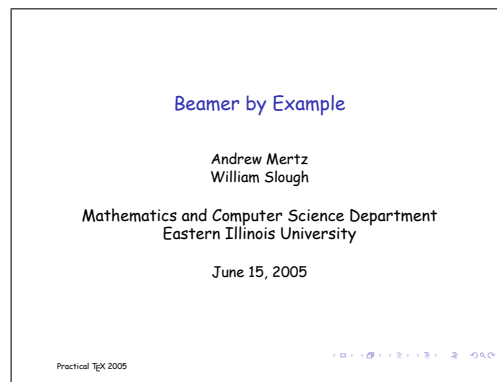 Beamer by Example
Andrew Mertz
William Slough
Mathematics and Computer Science Department
Eastern Illinois University
June 15, 2005
Practical TEX 2005